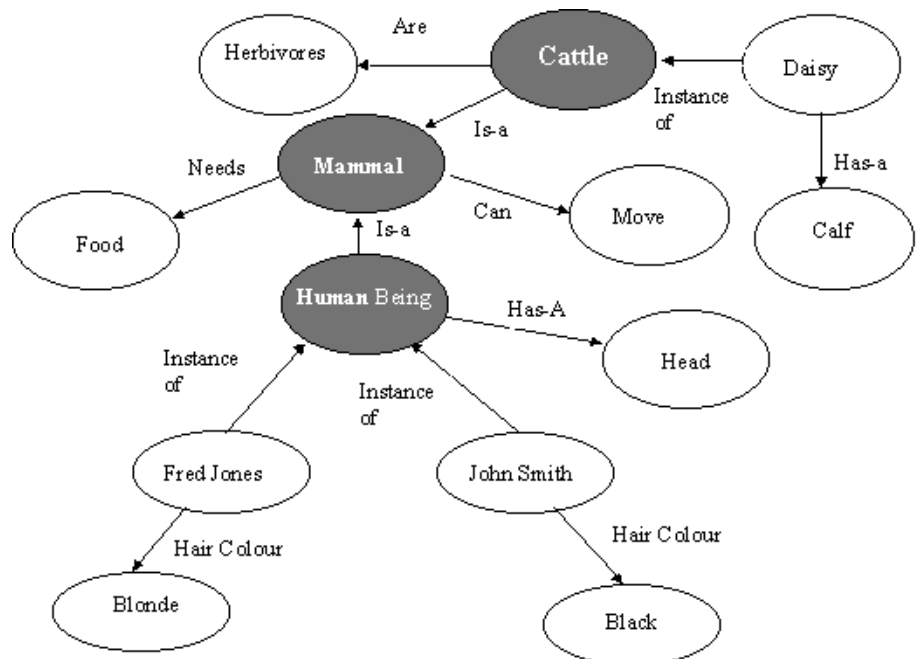 Are
Herbivores
Cattle
Daisy
Instance
of
Is-a
Needs
Mammal
Has-a
Can
Move
Food
Is-a
Calf
Human Being
Has-A
Head
Instance
of
Instance
of
Fred Jones
John Smith
Hair Colour
Hair Colour
Blonde
Black